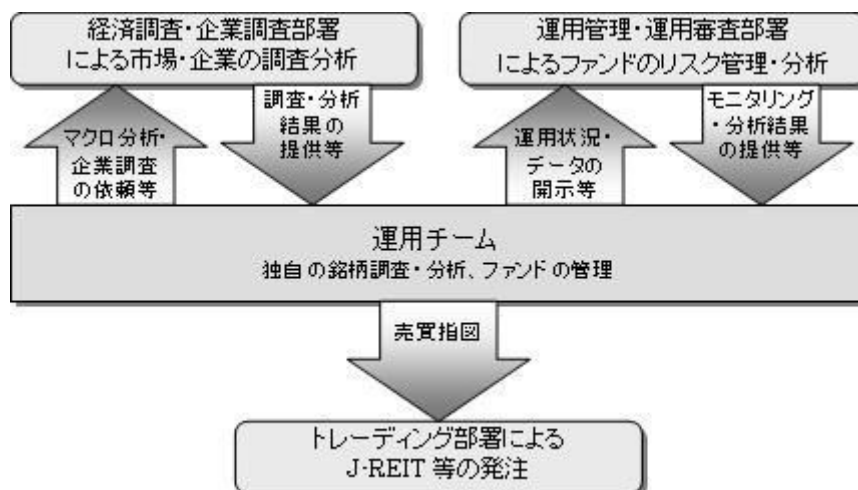 経済調査・企業調査部署
による市場・企業の調査分析
運用管理・運用審査部署
によるファンドのリスク管理・分析
マクロ分析・
企業調査
の依頼等
調査・分析
結果の
提供等
運用状況・
データの
開示等
モニタリング
・分析結果
の提供等
運用チーム
独自の銘柄調査・分析、ファンドの管理
売買指図
トレーディング部署による
J-REIT 等の発注